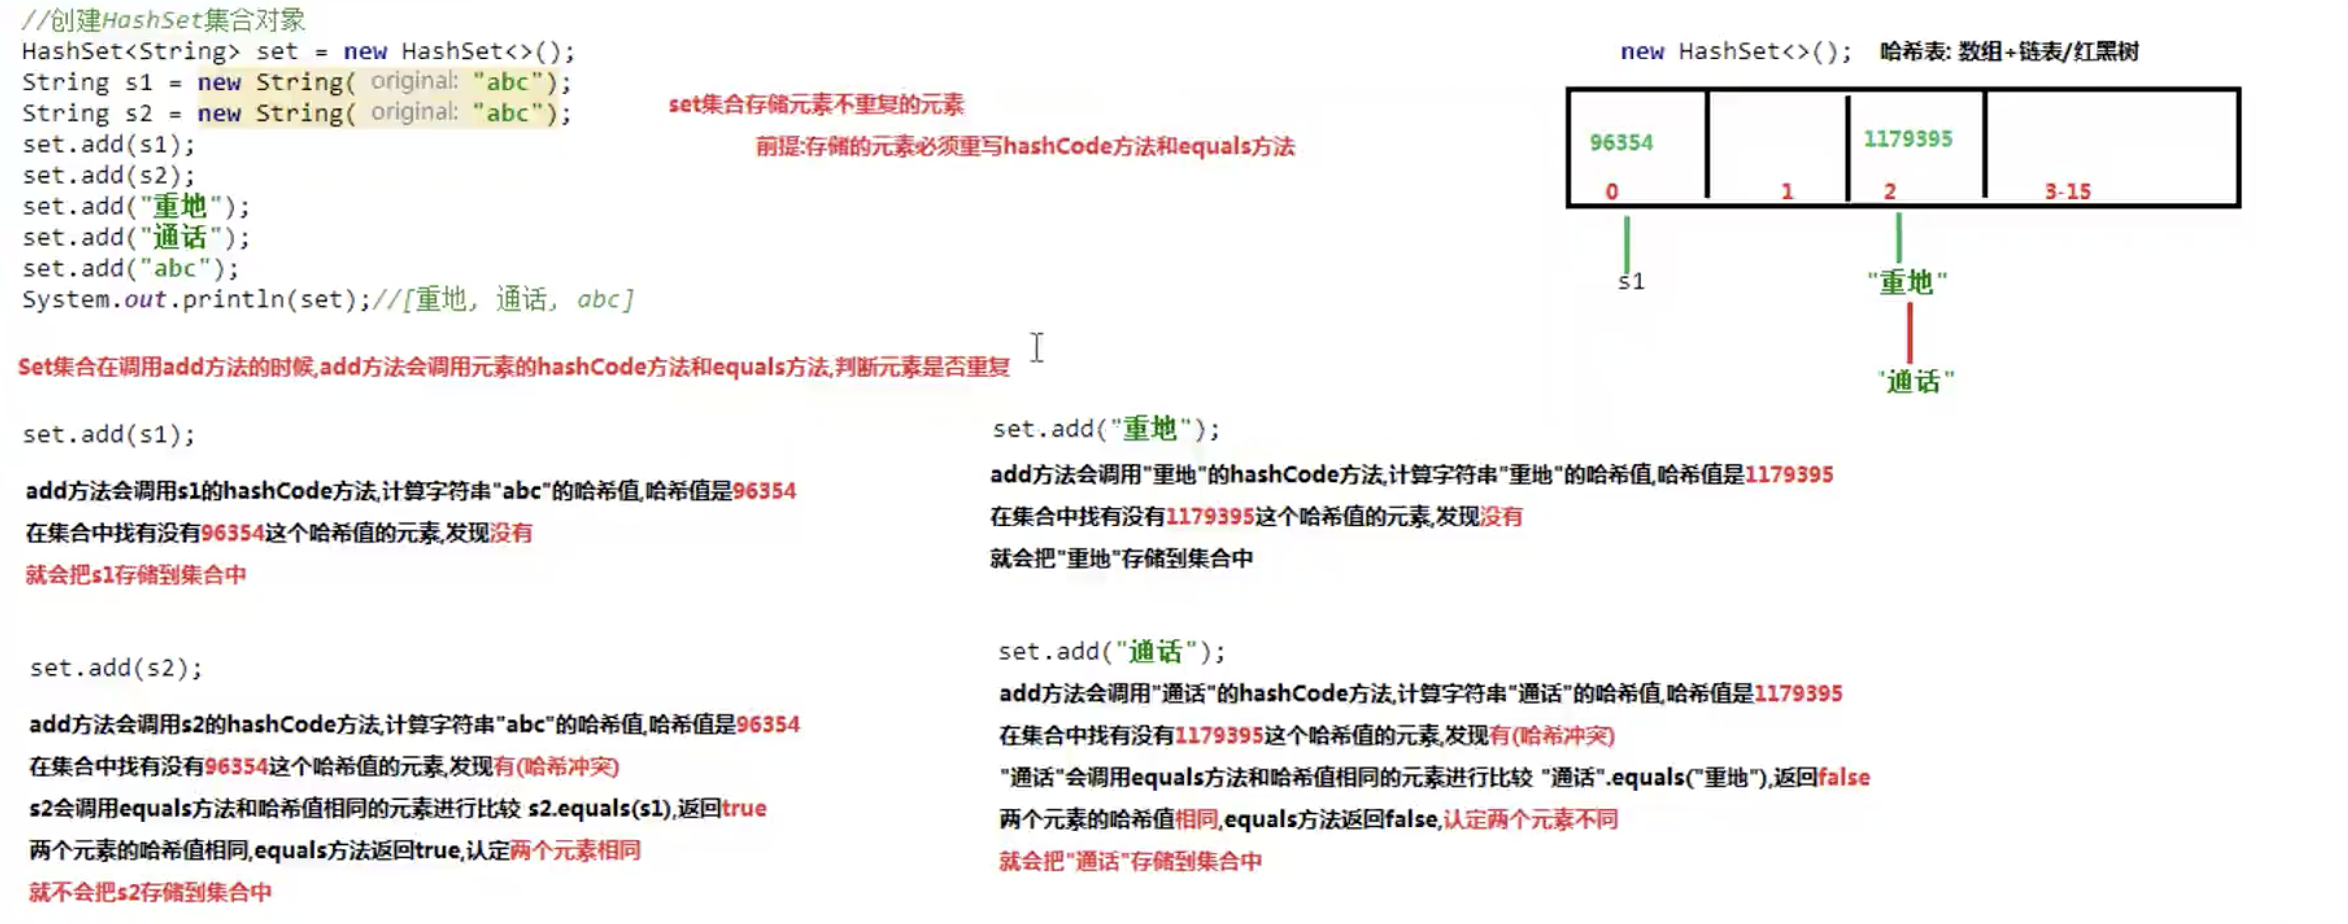 //创建HashSet集合对象
HashSet<String> set = new HashSet<>();
String s1 = new String( original: "abc");
String s2 = new String( original: "abc");
set.add(s1);
set.add(s2);
set.add("重地");
set.add("通话");
set.add("abc");
System.out.println(set);//[重地, 通话, abc]
set集合存储元素不重复的元素
前提:存储的元素必须重写hashCode方法和equals方法
new HashSet<>(); 哈希表: 数组+链表/红黑树
96354 1179395
0 1 2 3-15
s1 "重地"
"通话"
Set集合在调用add方法的时候,add方法会调用元素的hashCode方法和equals方法,判断元素是否重复
set.add(s1);
add方法会调用s1的hashCode方法,计算字符串"abc"的哈希值,哈希值是96354
在集合中找有没有96354这个哈希值的元素,发现没有
就会把s1存储到集合中
set.add(s2);
add方法会调用s2的hashCode方法,计算字符串"abc"的哈希值,哈希值是96354
在集合中找有没有96354这个哈希值的元素,发现有(哈希冲突)
s2会调用equals方法和哈希值相同的元素进行比较 s2.equals(s1),返回true
两个元素的哈希值相同,equals方法返回true,认定两个元素相同
就不会把s2存储到集合中
set.add("重地");
add方法会调用"重地"的hashCode方法,计算字符串"重地"的哈希值,哈希值是1179395
在集合中找有没有1179395这个哈希值的元素,发现没有
就会把"重地"存储到集合中
set.add("通话");
add方法会调用"通话"的hashCode方法,计算字符串"通话"的哈希值,哈希值是1179395
在集合中找有没有1179395这个哈希值的元素,发现有(哈希冲突)
"通话"会调用equals方法和哈希值相同的元素进行比较 "通话".equals("重地"),返回false
两个元素的哈希值相同,equals方法返回false,认定两个元素不同
就会把"通话"存储到集合中